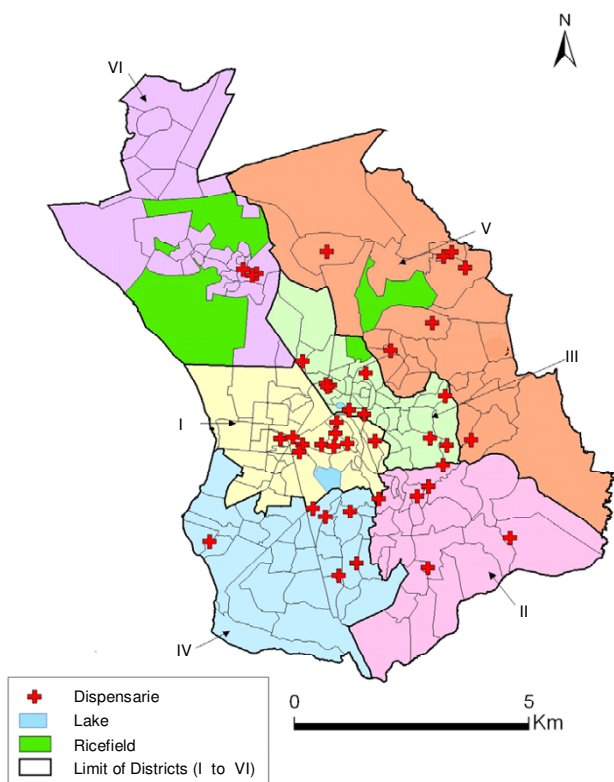 N
VI
V
III
I
II
IV
Dispensarie
Lake
Ricefield
Limit of Districts (I to VI)
0 5
Km